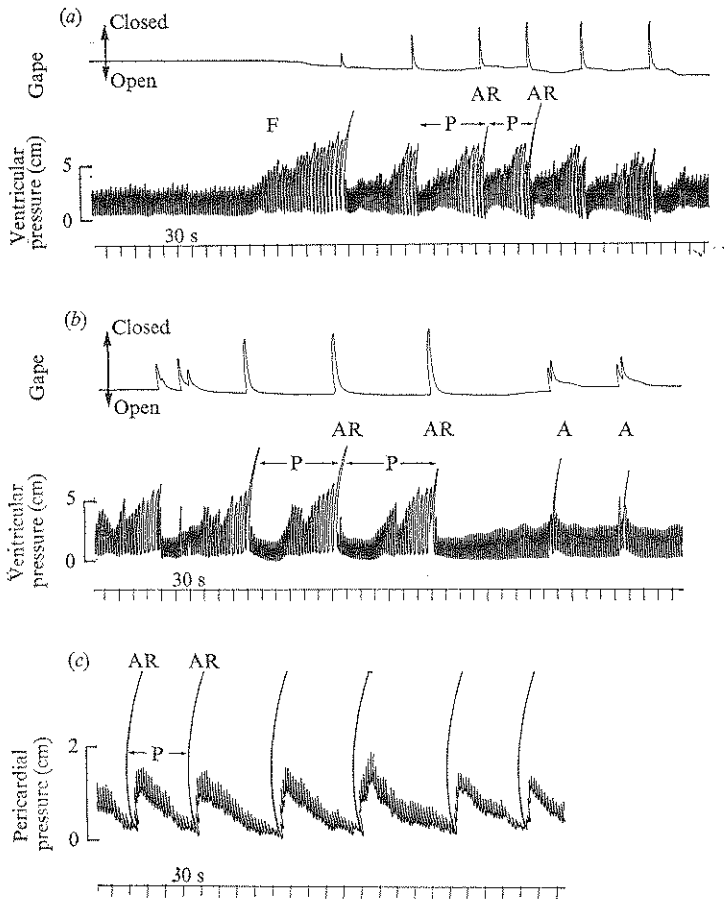 (a)
Closed
Open
Gape
AR AR
F
P P
Ventricular
pressure (cm)
5
0
30 s
(b)
Closed
Open
Gape
AR AR A A
P P
Ventricular
pressure (cm)
5
0
30 s
(c)
AR AR
P
Pericardial
pressure (cm)
2
0
30 s